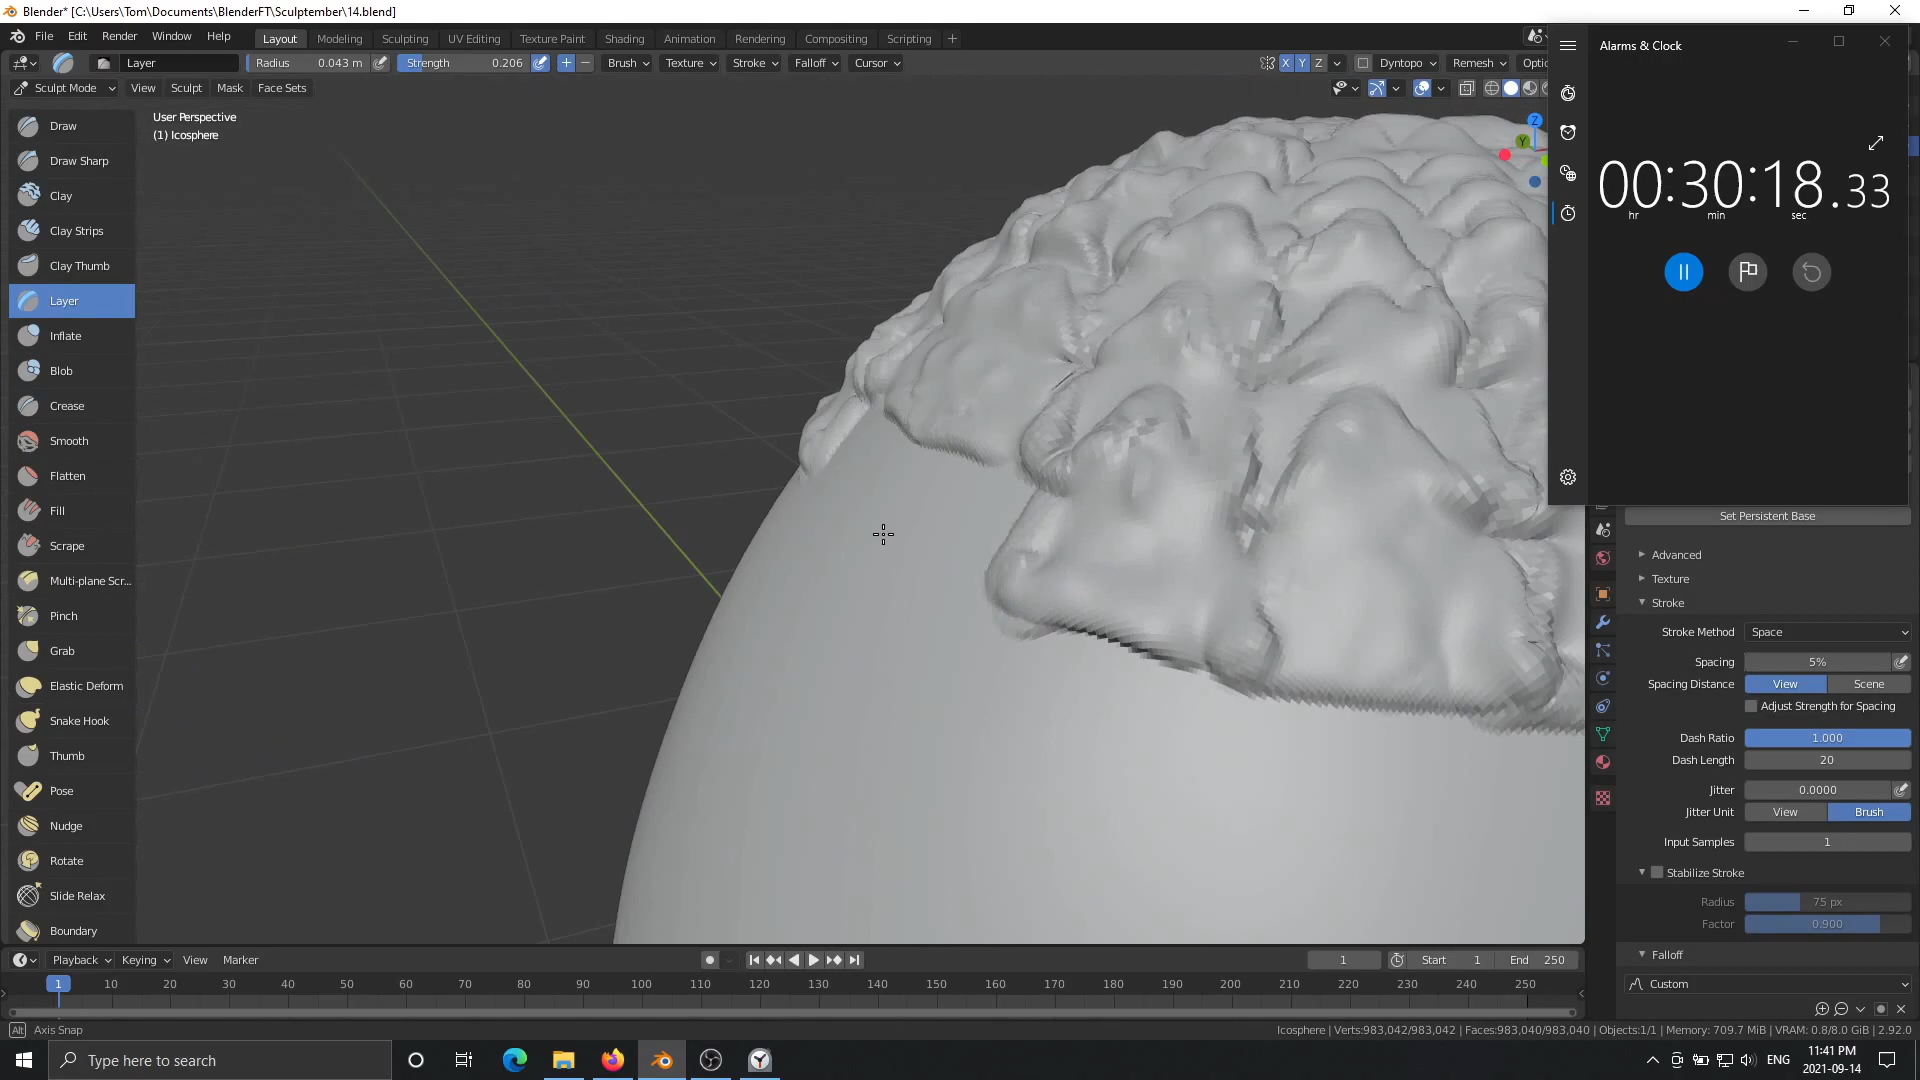 Blender* [C:\Users\Tom\Documents\BlenderFT\Sculptember\14.blend]
File Edit Render Window Help Layout Modeling Sculpting UV Editing Texture Paint Shading Animation Rendering Compositing Scripting +
Layer Radius 0.043 m Strength 0.206 Brush Texture Stroke Falloff Cursor X Y Z Dyntopo Remesh Optio
Sculpt Mode View Sculpt Mask Face Sets
User Perspective
(1) Icosphere
Draw
Draw Sharp
Clay
Clay Strips
Clay Thumb
Layer
Inflate
Blob
Crease
Smooth
Flatten
Fill
Scrape
Multi-plane Scr...
Pinch
Grab
Elastic Deform
Snake Hook
Thumb
Pose
Nudge
Rotate
Slide Relax
Boundary
Z
Y
Alarms & Clock
00:30:18.33
hr min sec
Set Persistent Base
Advanced
Texture
Stroke
Stroke Method Space
Spacing 5%
Spacing Distance View Scene
Adjust Strength for Spacing
Dash Ratio 1.000
Dash Length 20
Jitter 0.0000
Jitter Unit View Brush
Input Samples 1
Stabilize Stroke
Radius 75 px
Factor 0.900
Falloff
Custom
Playback Keying View Marker 1 Start 1 End 250
1 10 20 30 40 50 60 70 80 90 100 110 120 130 140 150 160 170 180 190 200 210 220 230 240 250
Alt Axis Snap
Icosphere | Verts:983,042/983,042 | Faces:983,040/983,040 | Objects:1/1 | Memory: 709.7 MiB | VRAM: 0.8/8.0 GiB | 2.92.0
Type here to search
ENG
11:41 PM
2021-09-14